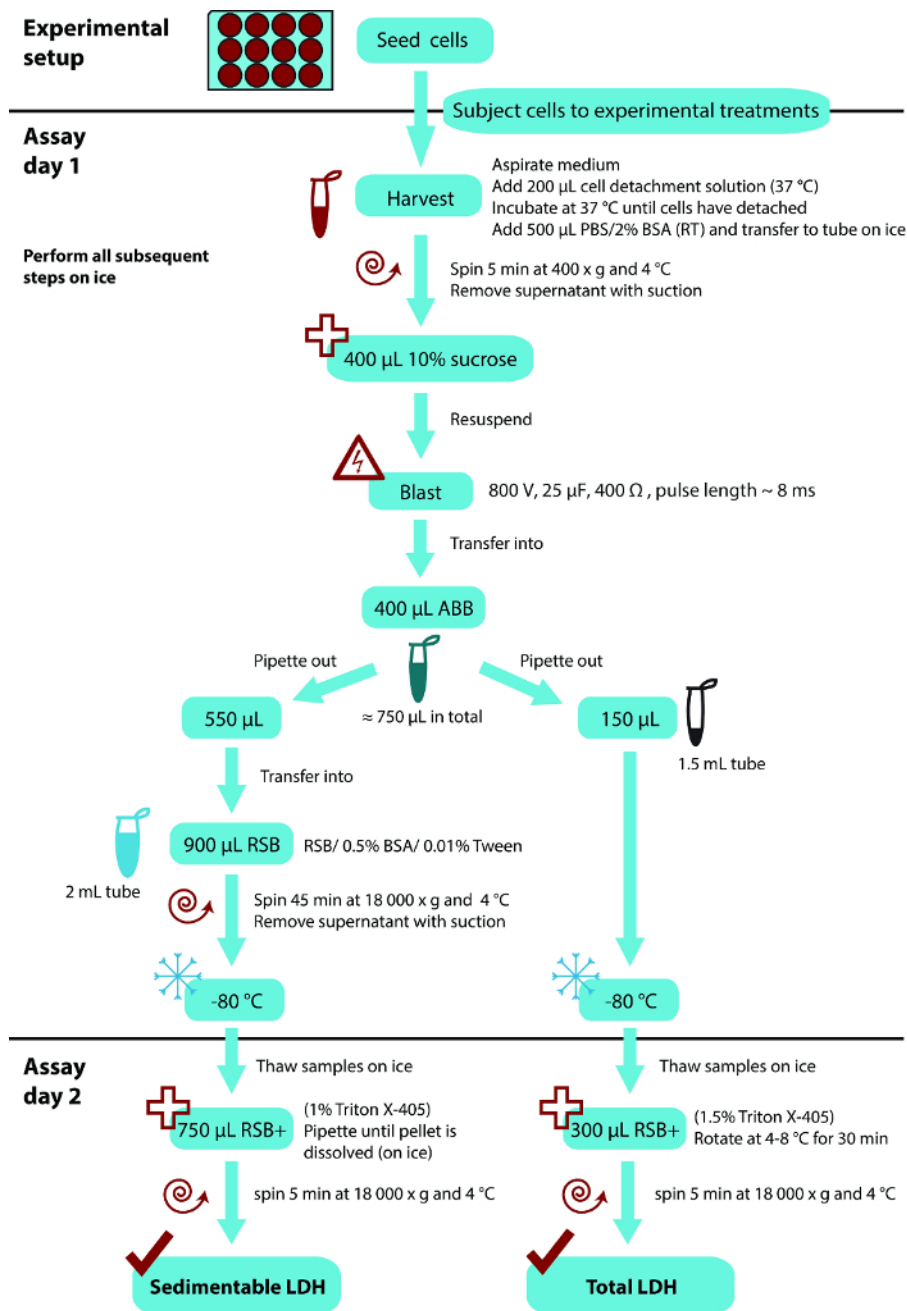 Experimental
setup
Seed cells
Subject cells to experimental treatments
Assay
day 1
Harvest
Aspirate medium
Add 200 µL cell detachment solution (37 °C)
Incubate at 37 °C until cells have detached
Add 500 µL PBS/2% BSA (RT) and transfer to tube on ice
Perform all subsequent
steps on ice
Spin 5 min at 400 x g and 4 °C
Remove supernatant with suction
400 µL 10% sucrose
Resuspend
Blast
800 V, 25 µF, 400 Ω , pulse length ~ 8 ms
Transfer into
400 µL ABB
Pipette out
Pipette out
550 µL
≈ 750 µL in total
150 µL
1.5 mL tube
Transfer into
900 µL RSB
RSB/ 0.5% BSA/ 0.01% Tween
2 mL tube
Spin 45 min at 18 000 x g and 4 °C
Remove supernatant with suction
-80 °C
-80 °C
Assay
day 2
Thaw samples on ice
Thaw samples on ice
750 µL RSB+
(1% Triton X-405)
Pipette until pellet is
dissolved (on ice)
300 µL RSB+
(1.5% Triton X-405)
Rotate at 4-8 °C for 30 min
spin 5 min at 18 000 x g and 4 °C
spin 5 min at 18 000 x g and 4 °C
Sedimentable LDH
Total LDH